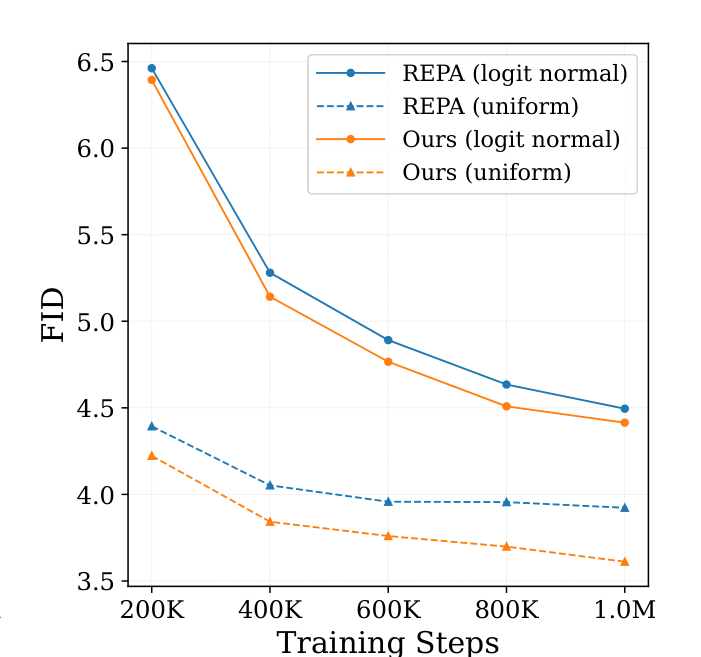 6.5
6.0
5.5
5.0
4.5
4.0
3.5
FID
REPA (logit normal)
REPA (uniform)
Ours (logit normal)
Ours (uniform)
200K 400K 600K 800K 1.0M
Training Steps